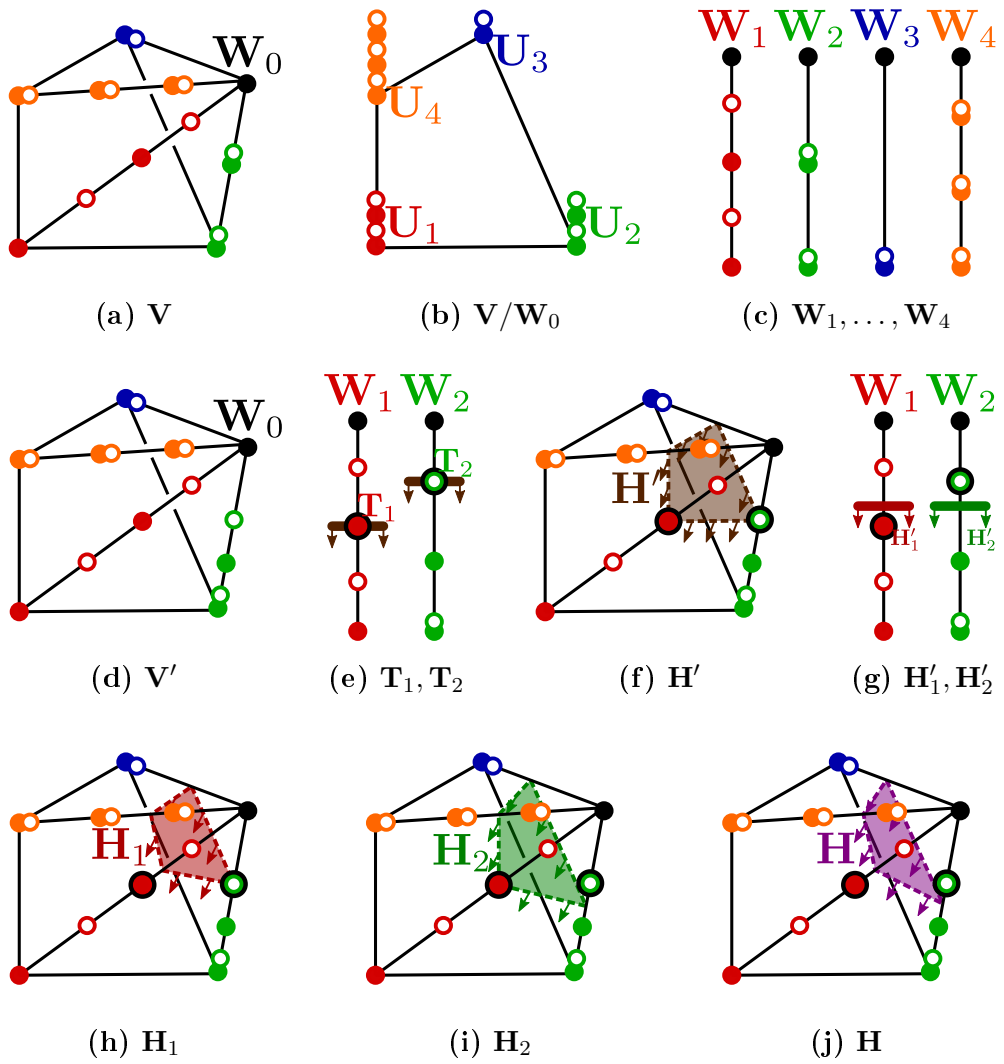 W₀
U₄ U₃
U₁ U₂
W₁ W₂ W₃ W₄
(a) V
(b) V/W₀
(c) W₁, . . . , W₄
W₀
W₁ W₂
T₁ T₂
H′
W₁ W₂
H′₁ H′₂
(d) V′
(e) T₁, T₂
(f) H′
(g) H′₁, H′₂
H₁
H₂
H
(h) H₁
(i) H₂
(j) H